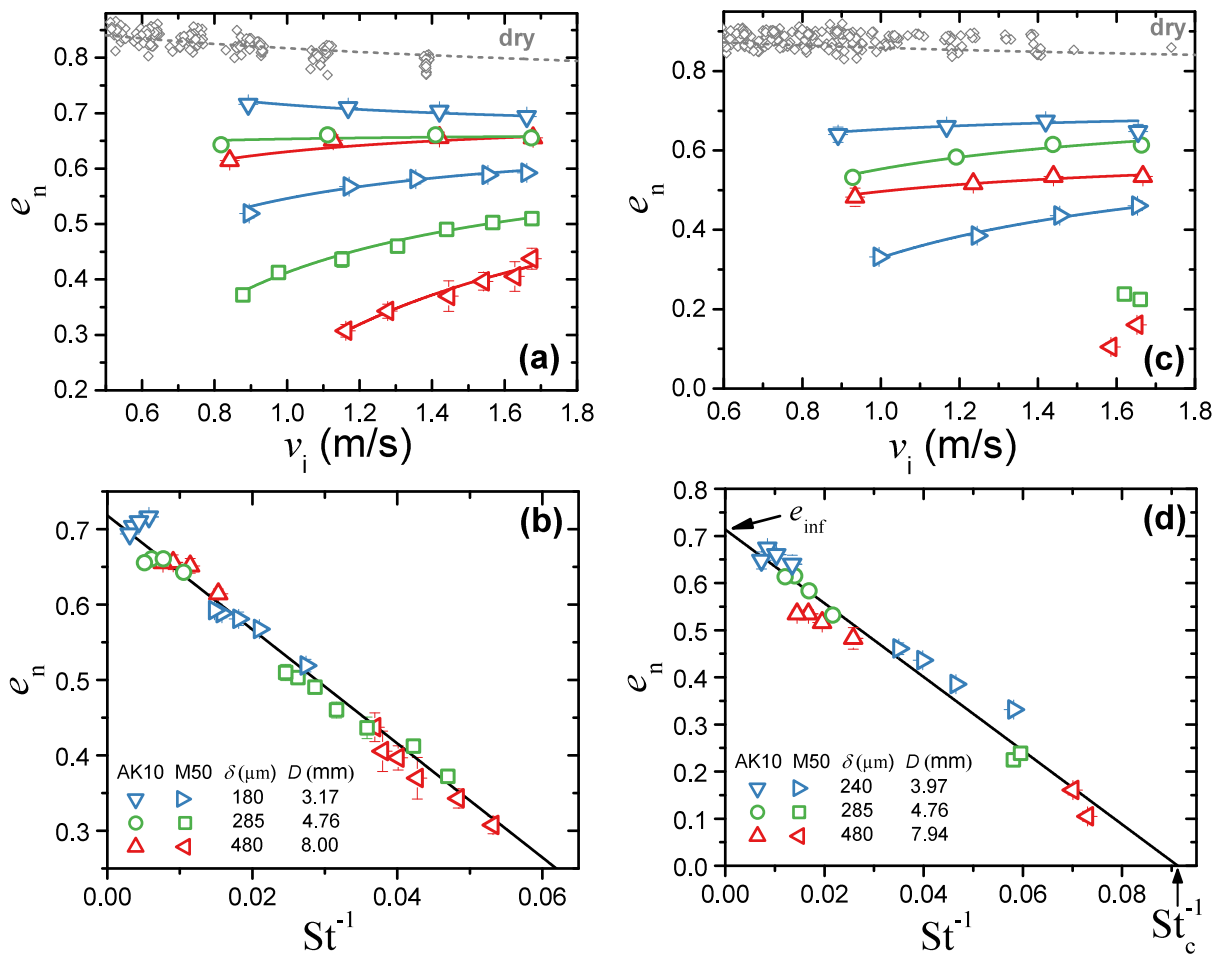 dry
0.8
0.7
0.6
0.5
0.4
0.3
0.2
e_n
(a)
0.6 0.8 1.0 1.2 1.4 1.6 1.8
v_i (m/s)
dry
0.8
0.6
0.4
0.2
0.0
e_n
(c)
0.6 0.8 1.0 1.2 1.4 1.6 1.8
v_i (m/s)
(b)
0.7
0.6
0.5
0.4
0.3
e_n
AK10 M50 δ (μm) D (mm)
180 3.17
285 4.76
480 8.00
0.00 0.02 0.04 0.06
St^-1
(d)
e_inf
0.8
0.7
0.6
0.5
0.4
0.3
0.2
0.1
0.0
e_n
AK10 M50 δ (μm) D (mm)
240 3.97
285 4.76
480 7.94
0.00 0.02 0.04 0.06 0.08
St^-1
St_c^-1